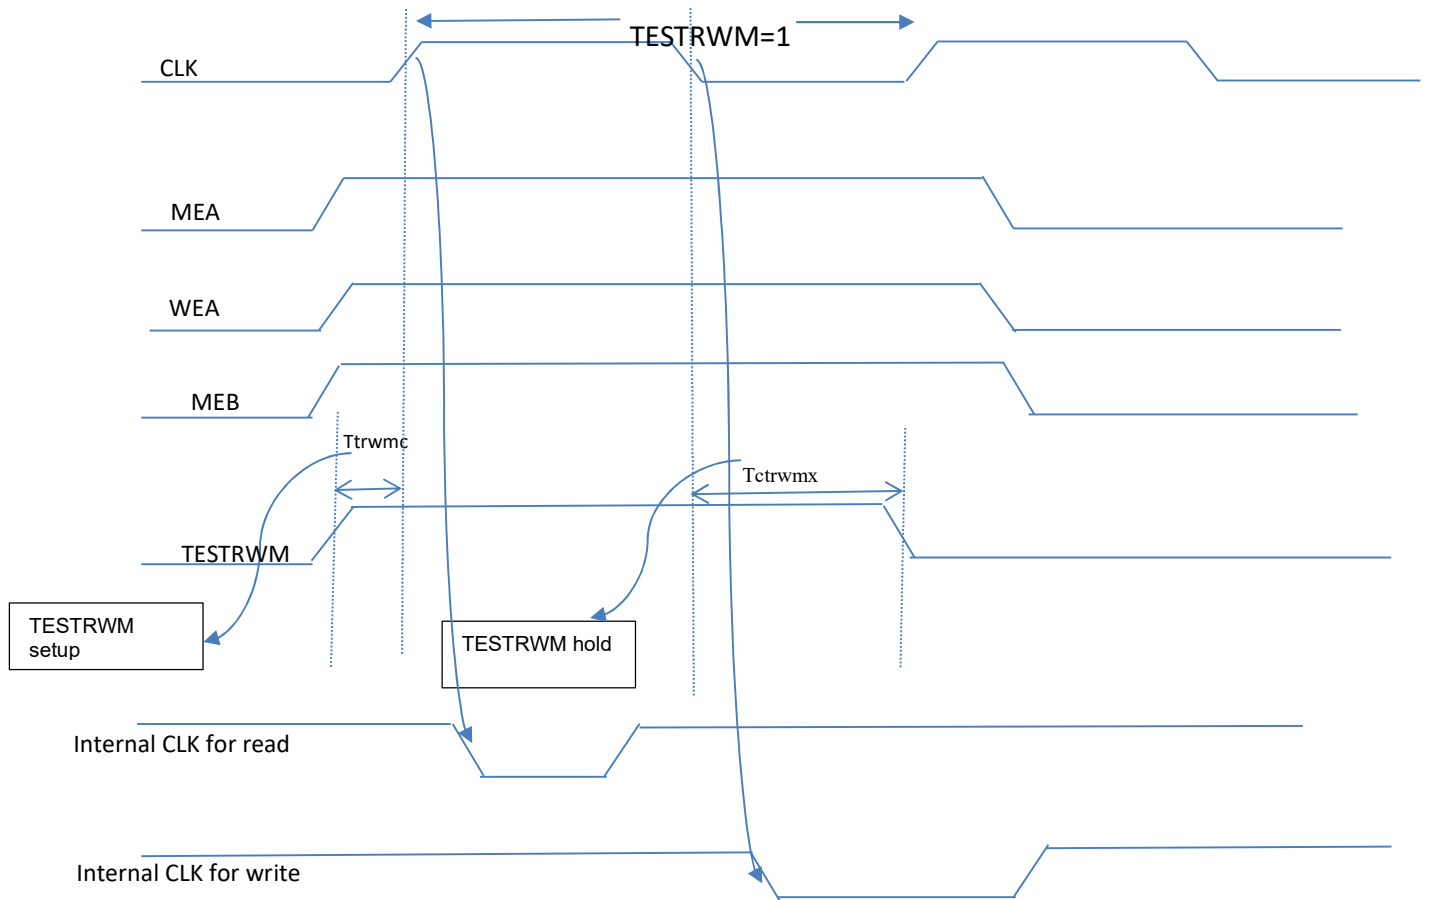 TESTRWM=1
CLK
MEA
WEA
MEB
Ttrwmc
Tctrwmx
TESTRWM
TESTRWM
setup
TESTRWM hold
Internal CLK for read
Internal CLK for write